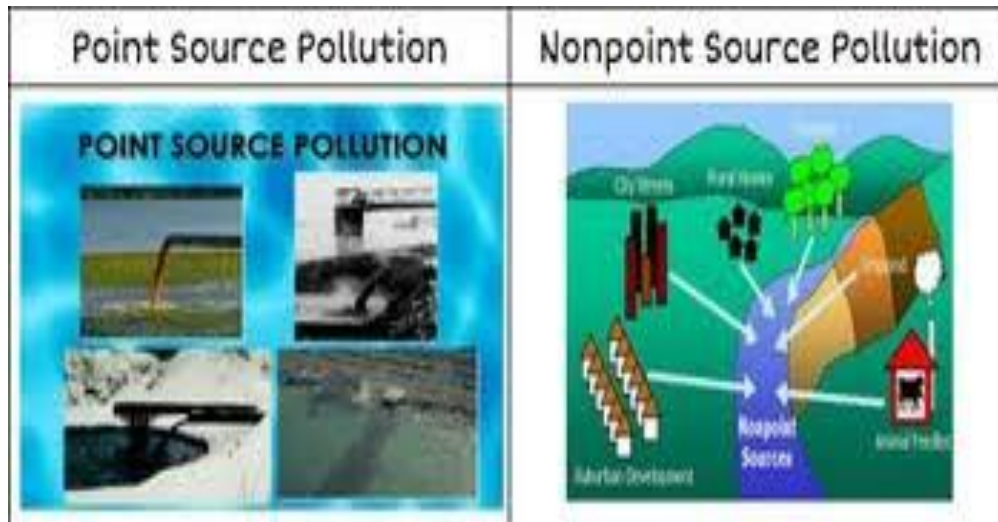 Point Source Pollution
Nonpoint Source Pollution
POINT SOURCE POLLUTION
City Streets
Rural Homes
Cropland
Animal Feedlot
Suburban Development
Nonpoint
Sources